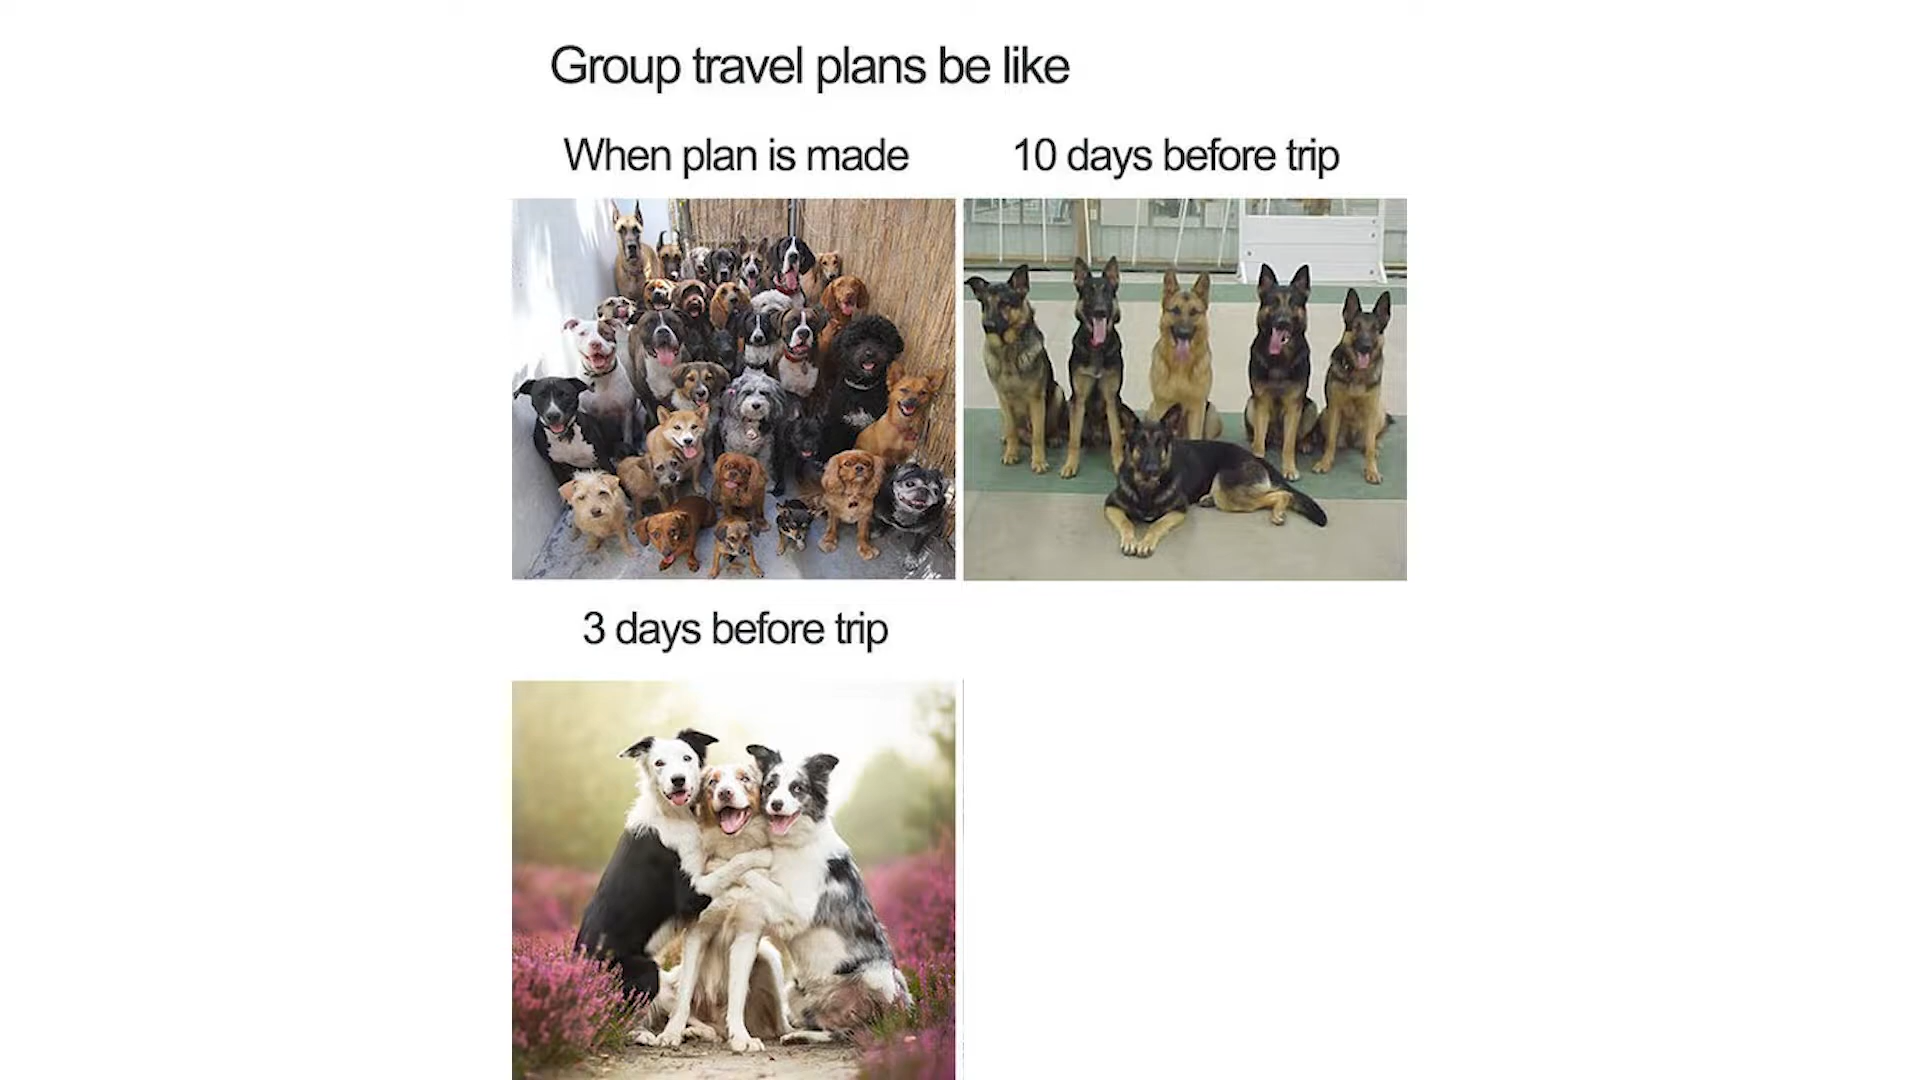 Group travel plans be like
When plan is made
10 days before trip
3 days before trip